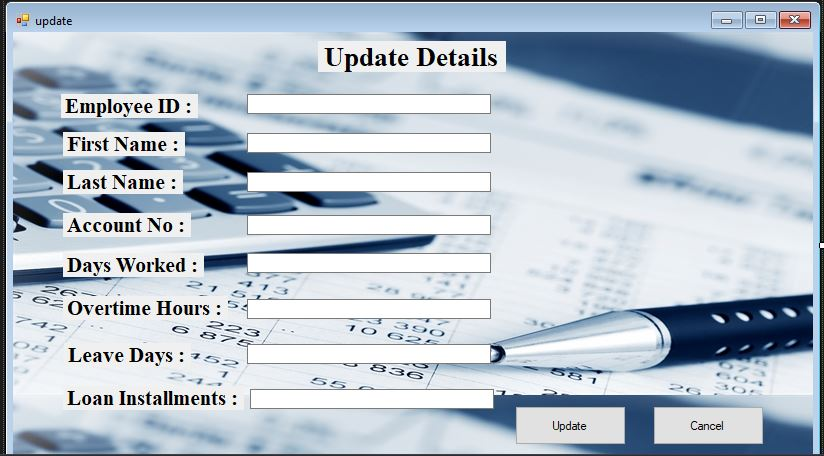 update
Update Details
Employee ID :
First Name :
Last Name :
Account No :
Days Worked :
Overtime Hours :
Leave Days :
Loan Installments :
Update
Cancel